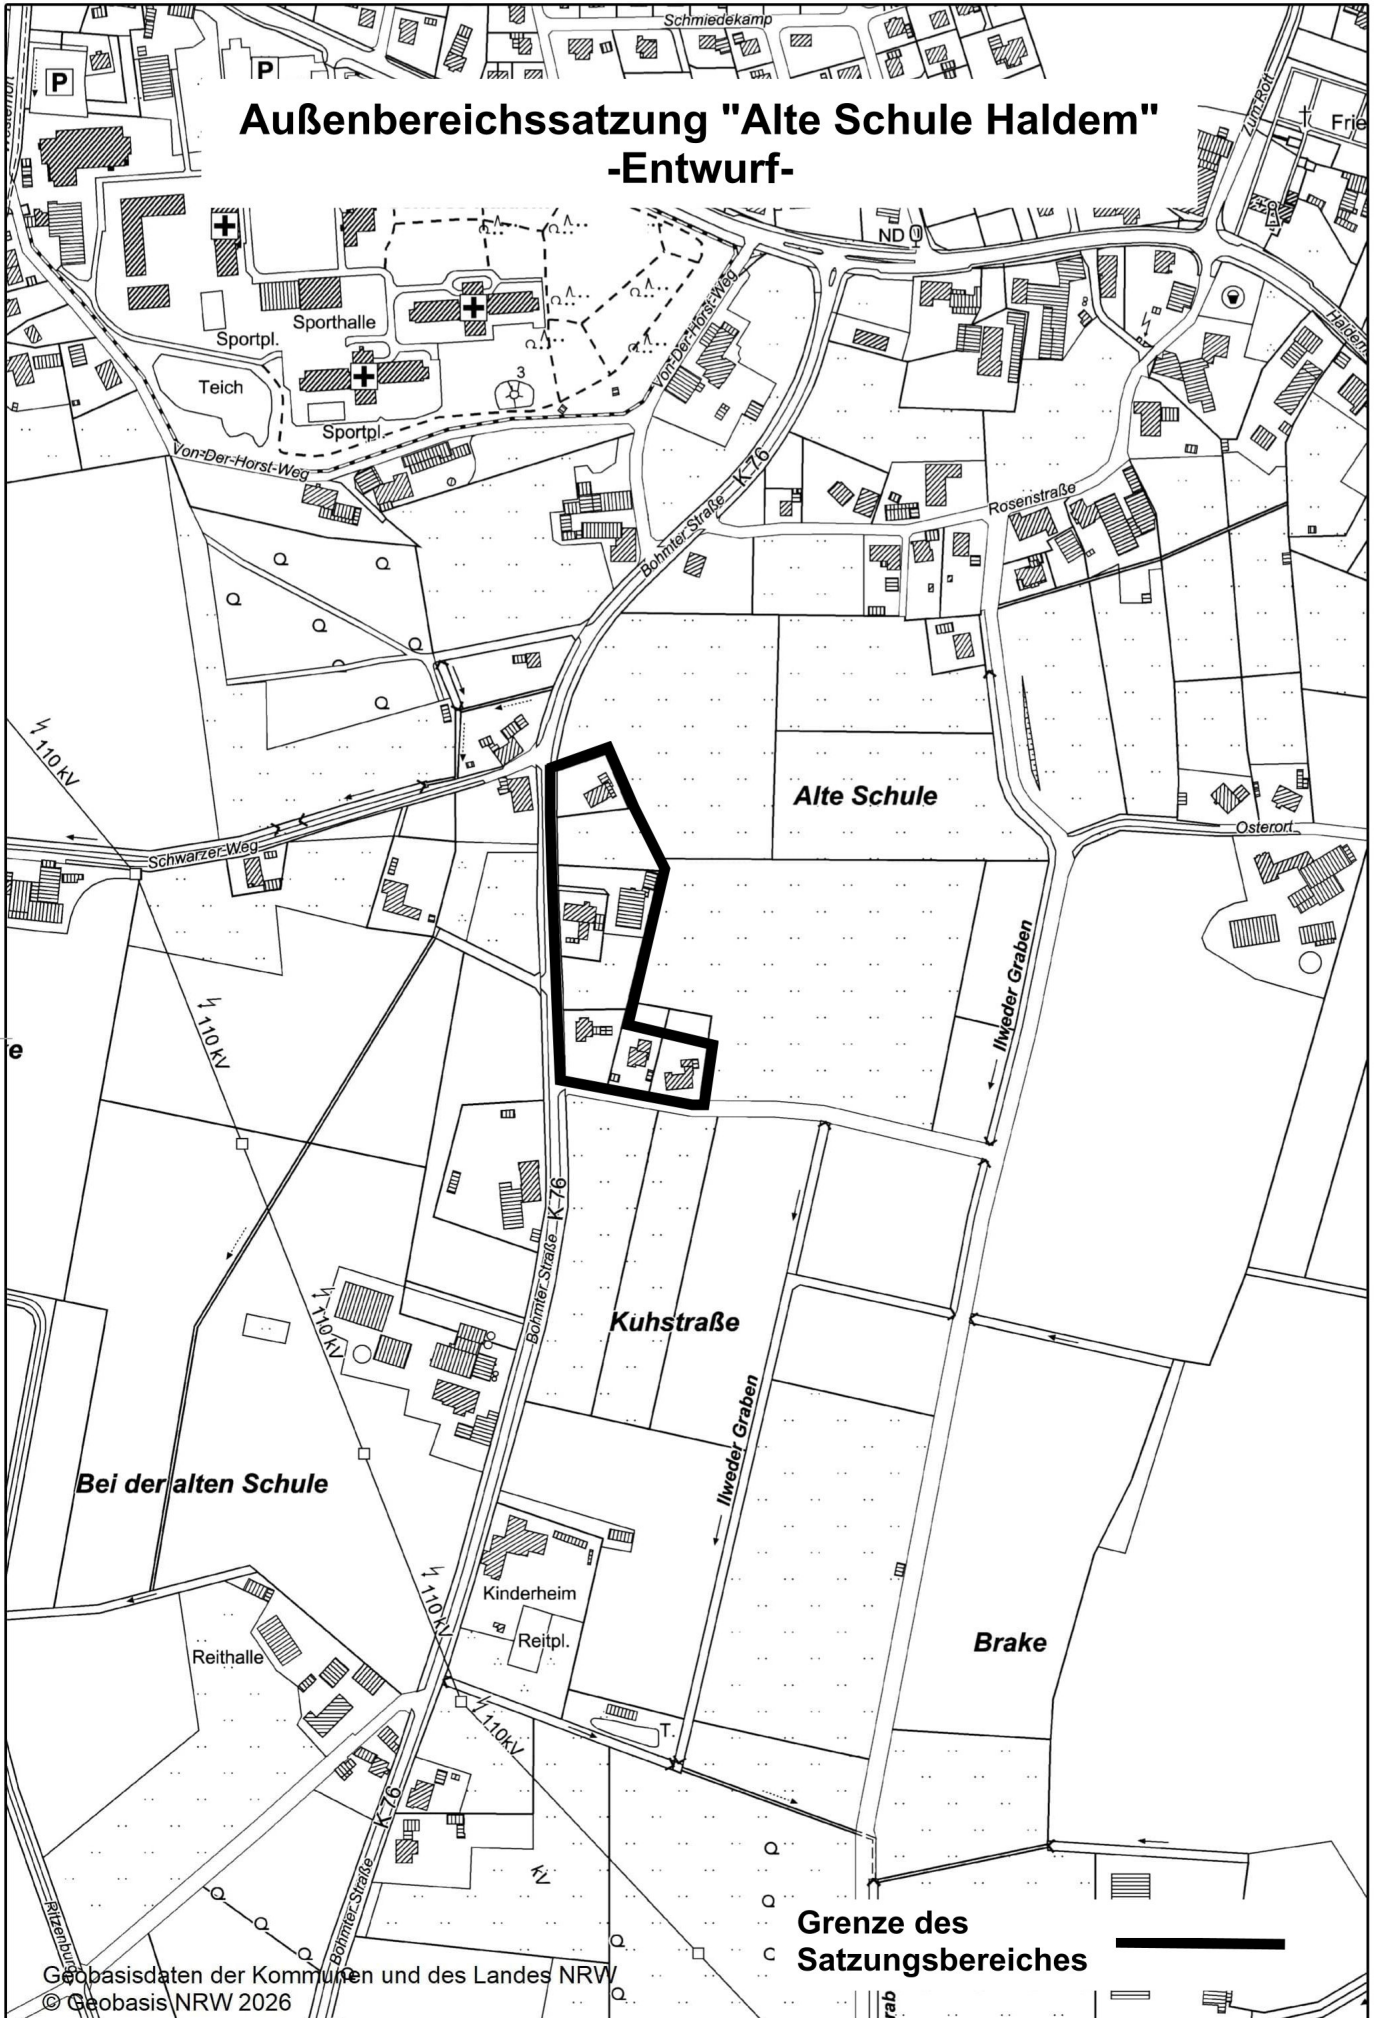 Schmiedekamp
P
P
Außenbereichssatzung "Alte Schule Haldem"
-Entwurf-
Zum Rott
Frie
ND
Sporthalle
Sportpl.
Teich
3
Sportpl.
Von-Der-Horst-Weg
Von-Der-Horst-Weg
Haldem
K 76
Bohmter Straße
Rosenstraße
110 kV
Alte Schule
Osterort
Schwarzer Weg
Ilweder Graben
110 kV
e
K 76
Bohmter Straße
110 kV
Kuhstraße
Ilweder Graben
Bei der alten Schule
110 kV
Kinderheim
Reitpl.
Reithalle
Brake
T.
110kV
K 76
Bohmter Straße
kV
Grenze des
Satzungsbereiches
Geobasisdaten der Kommunen und des Landes NRW
© Geobasis NRW 2026
rab